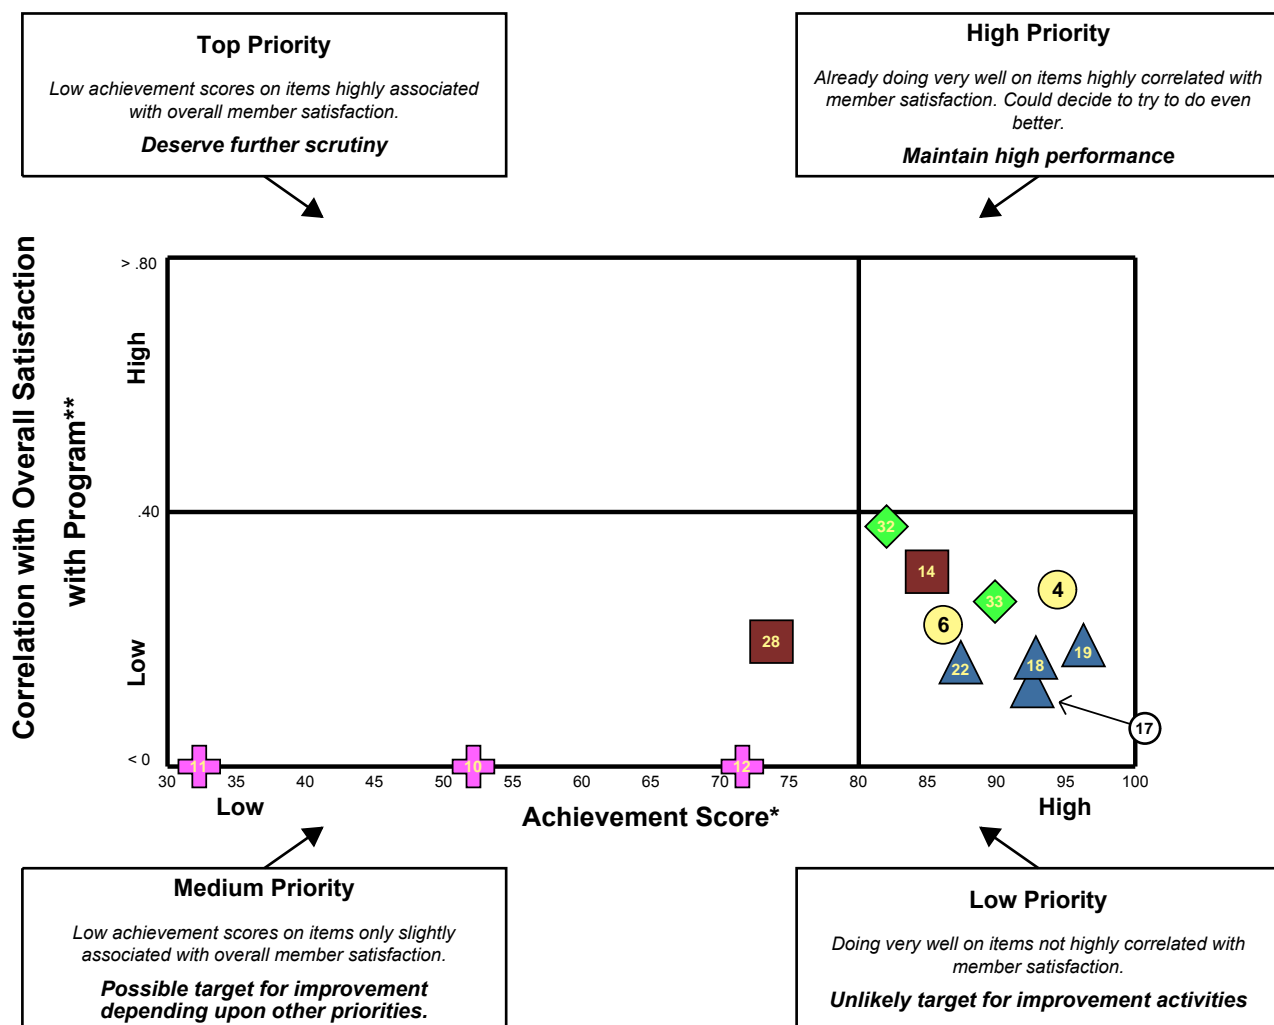 Top Priority
Low achievement scores on items highly associated
with overall member satisfaction.
Deserve further scrutiny
High Priority
Already doing very well on items highly correlated with
member satisfaction. Could decide to try to do even
better.
Maintain high performance
Correlation with Overall Satisfaction
with Program**
> .80
High
.40
Low
< 0
32
14
4
33
6
28
19
18
22
17
11
10
12
30 35 40 45 50 55 60 65 70 75 80 85 90 95 100
Low
Achievement Score*
High
Medium Priority
Low achievement scores on items only slightly
associated with overall member satisfaction.
Possible target for improvement
depending upon other priorities.
Low Priority
Doing very well on items not highly correlated with
member satisfaction.
Unlikely target for improvement activities